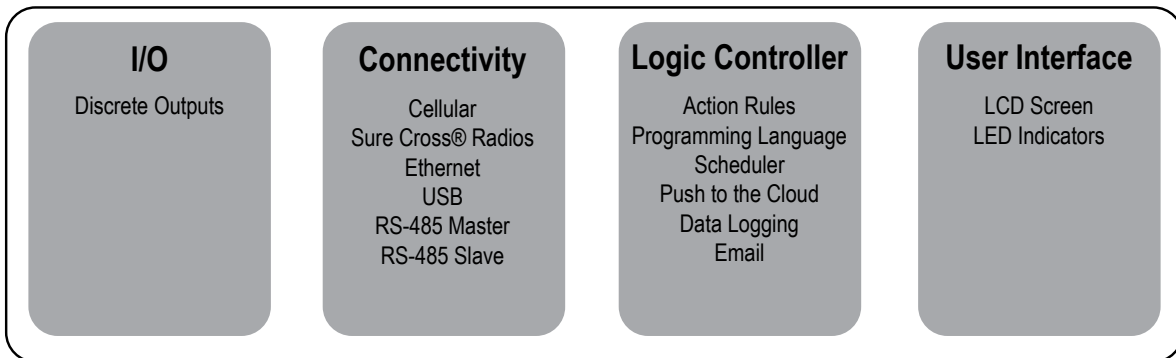 I/O
Discrete Outputs
Connectivity
Cellular
Sure Cross® Radios
Ethernet
USB
RS-485 Master
RS-485 Slave
Logic Controller
Action Rules
Programming Language
Scheduler
Push to the Cloud
Data Logging
Email
User Interface
LCD Screen
LED Indicators